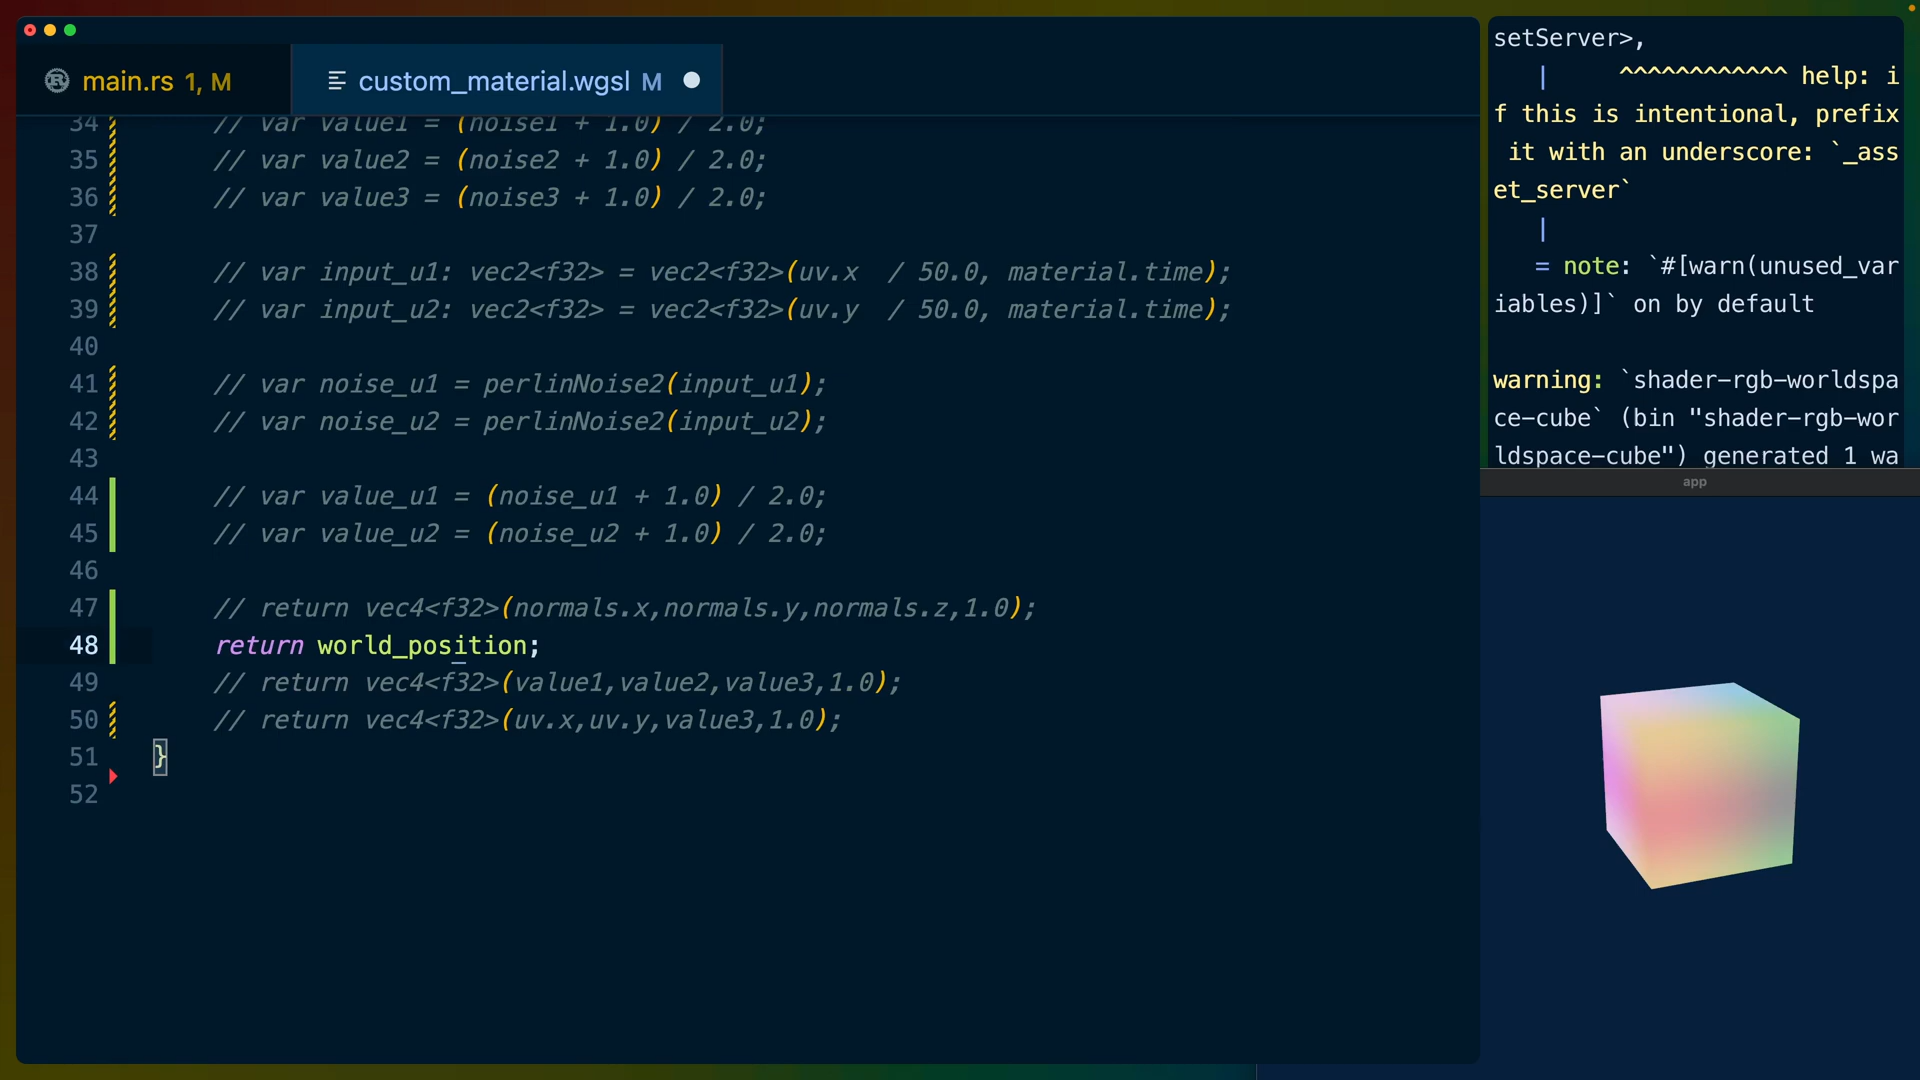 main.rs 1, M
custom_material.wgsl M
34 // var value1 = (noise1 + 1.0) / 2.0;
35 // var value2 = (noise2 + 1.0) / 2.0;
36 // var value3 = (noise3 + 1.0) / 2.0;
37
38 // var input_u1: vec2<f32> = vec2<f32>(uv.x  / 50.0, material.time);
39 // var input_u2: vec2<f32> = vec2<f32>(uv.y  / 50.0, material.time);
40
41 // var noise_u1 = perlinNoise2(input_u1);
42 // var noise_u2 = perlinNoise2(input_u2);
43
44 // var value_u1 = (noise_u1 + 1.0) / 2.0;
45 // var value_u2 = (noise_u2 + 1.0) / 2.0;
46
47 // return vec4<f32>(normals.x,normals.y,normals.z,1.0);
48 return world_position;
49 // return vec4<f32>(value1,value2,value3,1.0);
50 // return vec4<f32>(uv.x,uv.y,value3,1.0);
51 }
52
setServer>,
|     ^^^^^^^^^^^^ help: i
f this is intentional, prefix
it with an underscore: `_ass
et_server`
|
= note: `#[warn(unused_var
iables)]` on by default
warning: `shader-rgb-worldspa
ce-cube` (bin "shader-rgb-wor
ldspace-cube") generated 1 wa
app